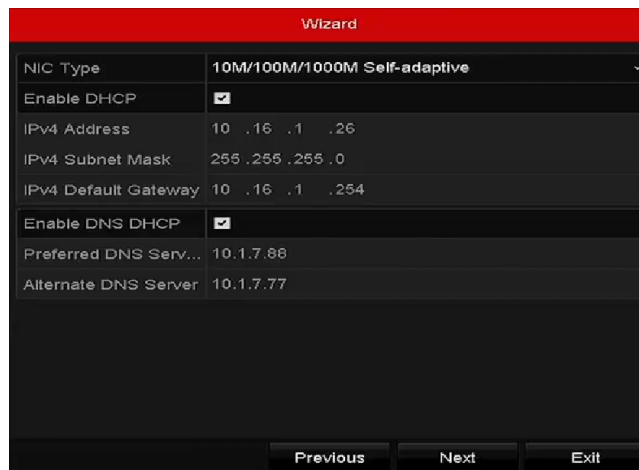 Wizard
NIC Type 10M/100M/1000M Self-adaptive
Enable DHCP
IPv4 Address 10 .16 .1 .26
IPv4 Subnet Mask 255.255.255.0
IPv4 Default Gateway 10 .16 .1 .254
Enable DNS DHCP
Preferred DNS Serv... 10.1.7.88
Alternate DNS Server 10.1.7.77
Previous Next Exit